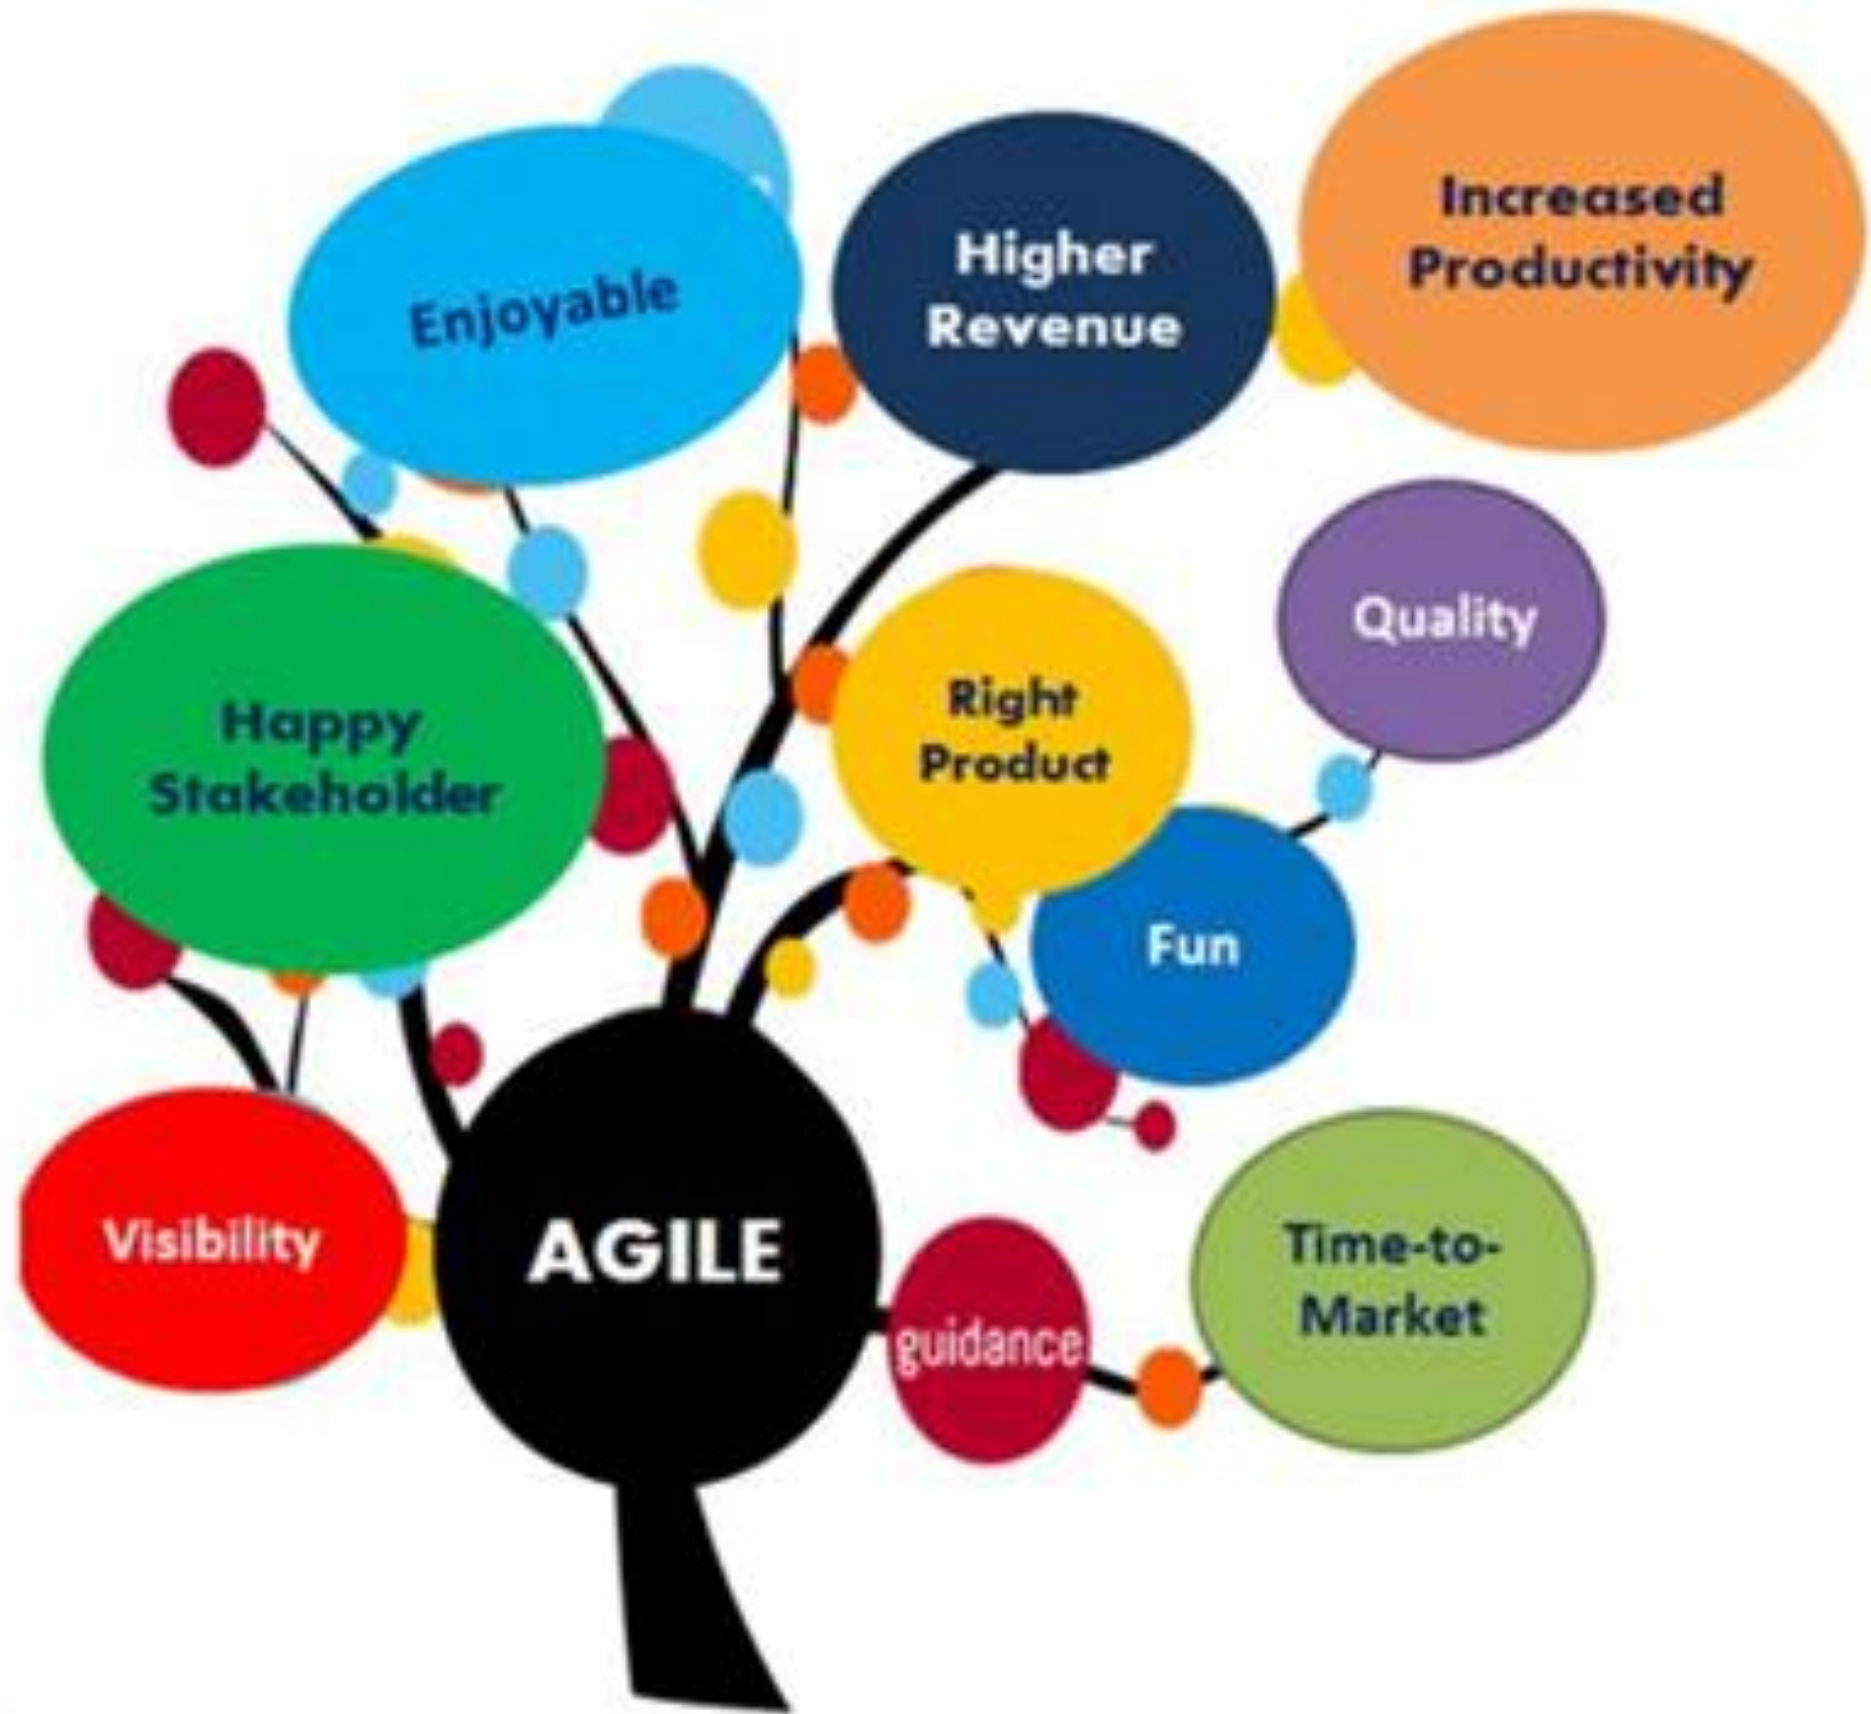 Enjoyable
Higher
Revenue
Increased
Productivity
Happy
Stakeholder
Right
Product
Quality
Fun
Visibility
AGILE
guidance
Time-to-
Market